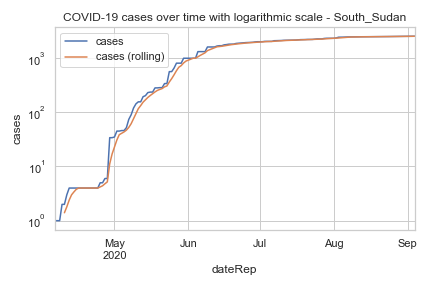 COVID-19 cases over time with logarithmic scale - South_Sudan
cases
cases (rolling)
10³
10²
10¹
10⁰
cases
May
2020
Jun
Jul
Aug
Sep
dateRep